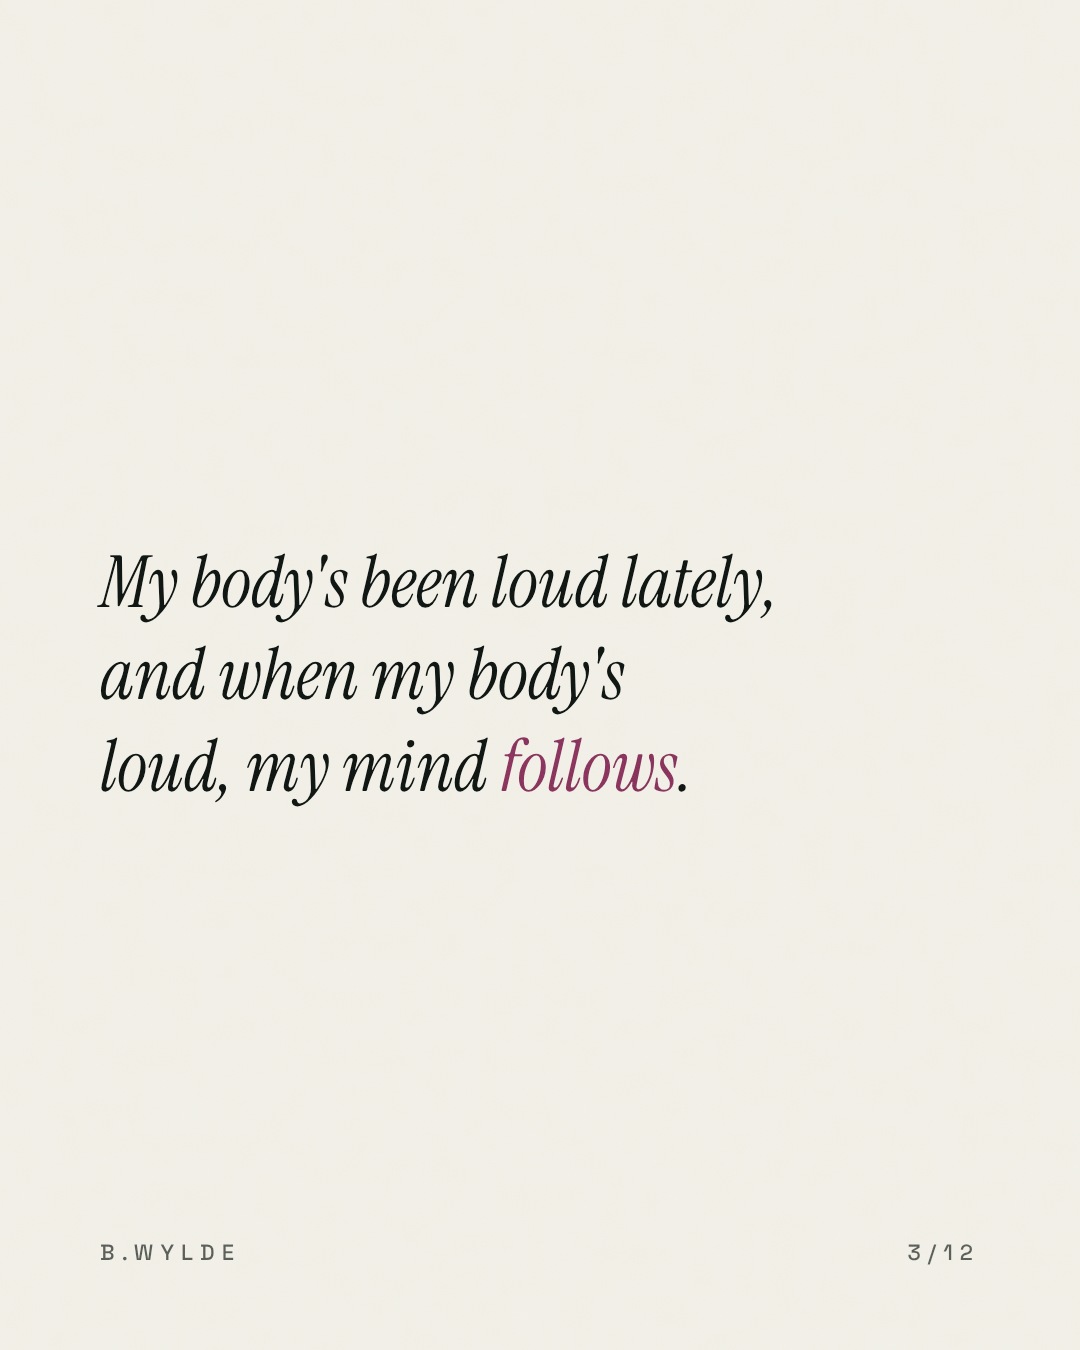 My body's been loud lately,
and when my body's
loud, my mind follows.
B.WYLDE
3/12